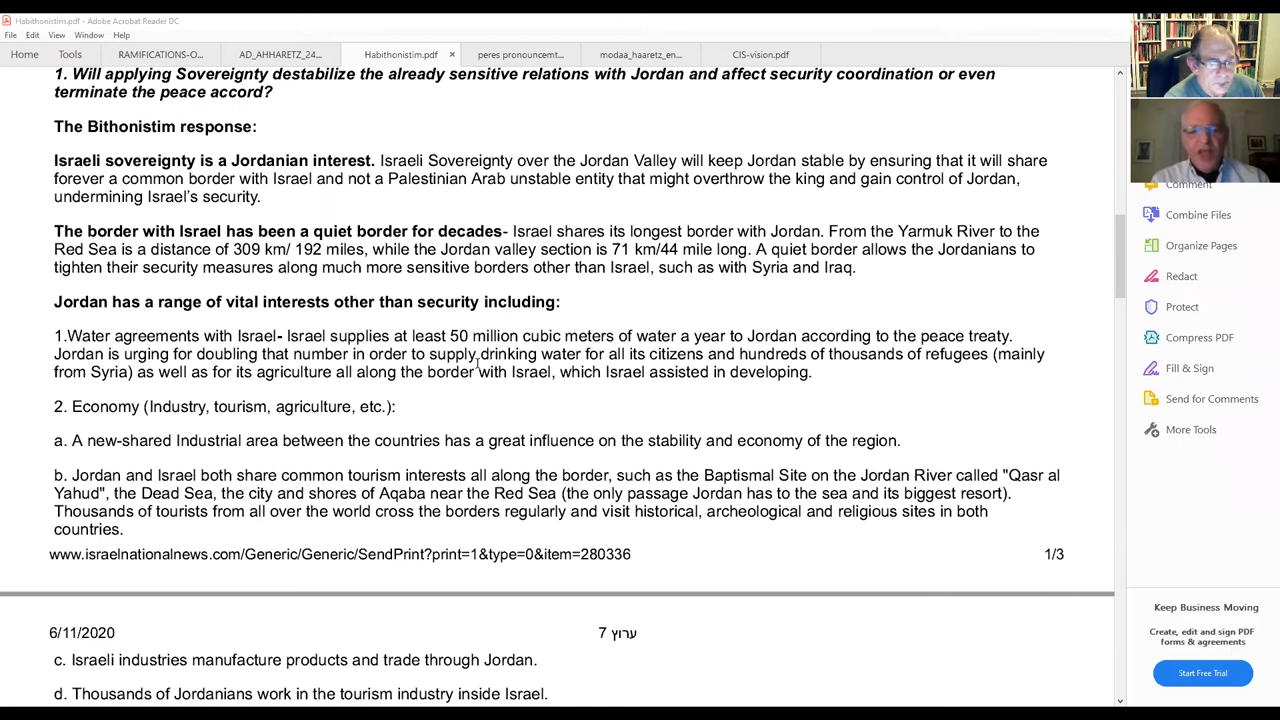 Habithonistim.pdf - Adobe Acrobat Reader DC
File Edit View Window Help
Home Tools RAMIFICATIONS-O... AD_AHHARETZ_24... Habithonistim.pdf × peres pronouncemt... modaa_haaretz_en... CIS-vision.pdf
1. Will applying Sovereignty destabilize the already sensitive relations with Jordan and affect security coordination or even
terminate the peace accord?
The Bithonistim response:
Israeli sovereignty is a Jordanian interest. Israeli Sovereignty over the Jordan Valley will keep Jordan stable by ensuring that it will share
forever a common border with Israel and not a Palestinian Arab unstable entity that might overthrow the king and gain control of Jordan,
undermining Israel's security.
The border with Israel has been a quiet border for decades- Israel shares its longest border with Jordan. From the Yarmuk River to the
Red Sea is a distance of 309 km/ 192 miles, while the Jordan valley section is 71 km/44 mile long. A quiet border allows the Jordanians to
tighten their security measures along much more sensitive borders other than Israel, such as with Syria and Iraq.
Jordan has a range of vital interests other than security including:
1.Water agreements with Israel- Israel supplies at least 50 million cubic meters of water a year to Jordan according to the peace treaty.
Jordan is urging for doubling that number in order to supply drinking water for all its citizens and hundreds of thousands of refugees (mainly
from Syria) as well as for its agriculture all along the border with Israel, which Israel assisted in developing.
2. Economy (Industry, tourism, agriculture, etc.):
a. A new-shared Industrial area between the countries has a great influence on the stability and economy of the region.
b. Jordan and Israel both share common tourism interests all along the border, such as the Baptismal Site on the Jordan River called "Qasr al
Yahud", the Dead Sea, the city and shores of Aqaba near the Red Sea (the only passage Jordan has to the sea and its biggest resort).
Thousands of tourists from all over the world cross the borders regularly and visit historical, archeological and religious sites in both
countries.
www.israelnationalnews.com/Generic/Generic/SendPrint?print=1&type=0&item=280336 1/3
6/11/2020 ערוץ 7
c. Israeli industries manufacture products and trade through Jordan.
d. Thousands of Jordanians work in the tourism industry inside Israel.
Comment
Combine Files
Organize Pages
Redact
Protect
Compress PDF
Fill & Sign
Send for Comments
More Tools
Keep Business Moving
Create, edit and sign PDF
forms & agreements
Start Free Trial